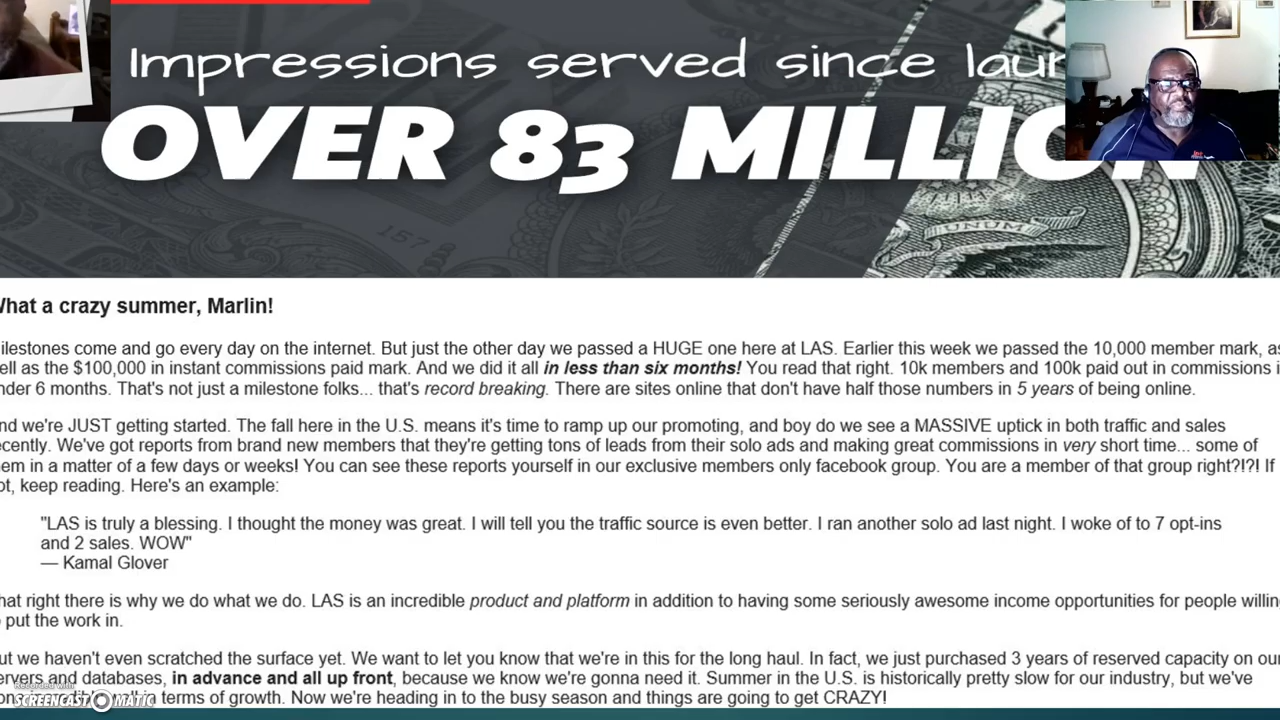 Impressions served since laun
OVER 83 MILLION
157
UNUM
What a crazy summer, Marlin!
ilestones come and go every day on the internet. But just the other day we passed a HUGE one here at LAS. Earlier this week we passed the 10,000 member mark, as
ell as the $100,000 in instant commissions paid mark. And we did it all in less than six months! You read that right. 10k members and 100k paid out in commissions i
nder 6 months. That's not just a milestone folks... that's record breaking. There are sites online that don't have half those numbers in 5 years of being online.
nd we're JUST getting started. The fall here in the U.S. means it's time to ramp up our promoting, and boy do we see a MASSIVE uptick in both traffic and sales
ecently. We've got reports from brand new members that they're getting tons of leads from their solo ads and making great commissions in very short time... some of
em in a matter of a few days or weeks! You can see these reports yourself in our exclusive members only facebook group. You are a member of that group right?!?! If
ot, keep reading. Here's an example:
"LAS is truly a blessing. I thought the money was great. I will tell you the traffic source is even better. I ran another solo ad last night. I woke of to 7 opt-ins
and 2 sales. WOW"
— Kamal Glover
hat right there is why we do what we do. LAS is an incredible product and platform in addition to having some seriously awesome income opportunities for people willing
put the work in.
ut we haven't even scratched the surface yet. We want to let you know that we're in this for the long haul. In fact, we just purchased 3 years of reserved capacity on our
ervers and databases, in advance and all up front, because we know we're gonna need it. Summer in the U.S. is historically pretty slow for our industry, but we've
terms of growth. Now we're heading in to the busy season and things are going to get CRAZY!
Recorded with
SCREENCAST-O-MATIC